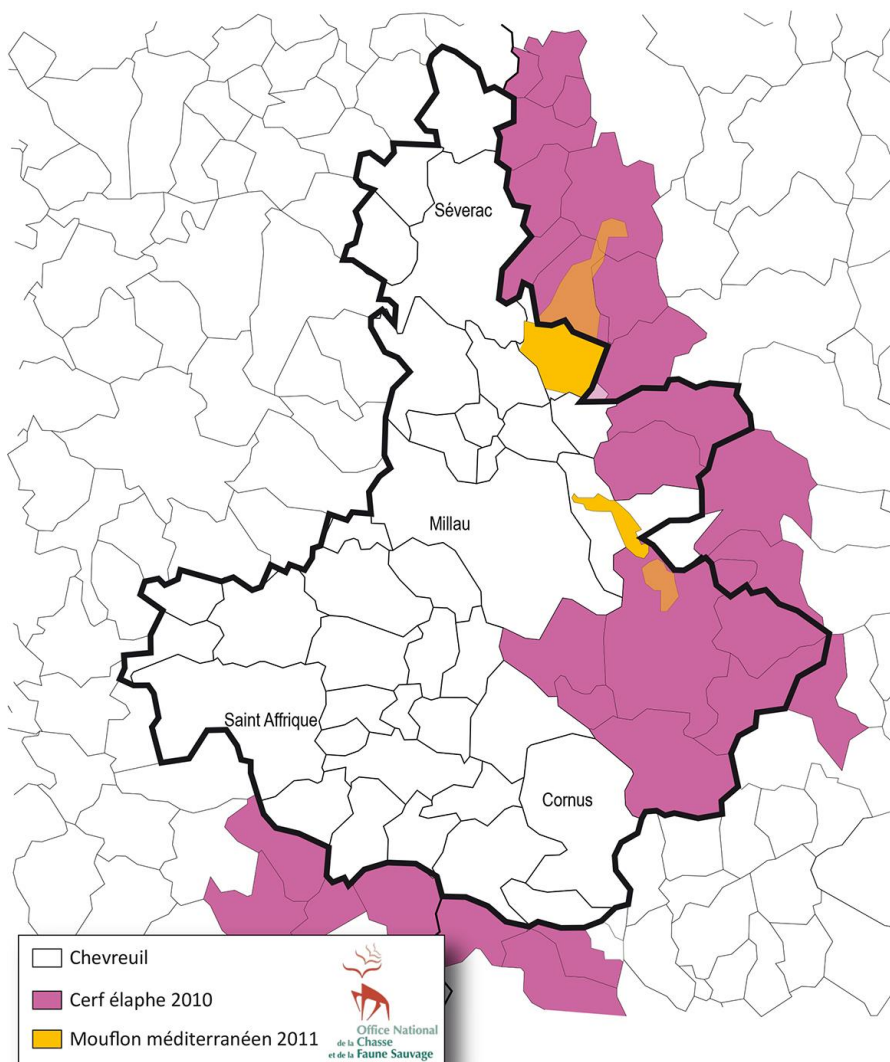 Séverac
Millau
Saint Affrique
Cornus
Chevreuil
Cerf élaphe 2010
Mouflon méditerranéen 2011
Office National
de la Chasse
et de la Faune Sauvage